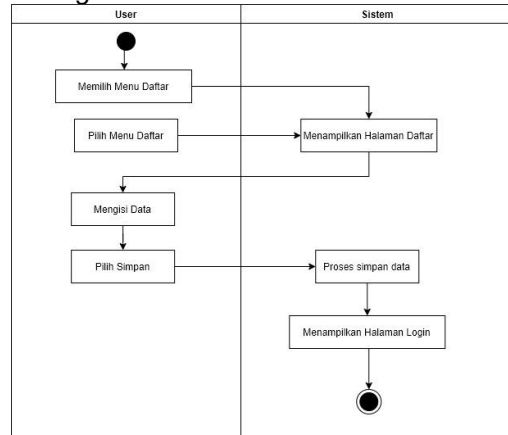 User
Sistem
Memilih Menu Daftar
Pilih Menu Daftar
Menampilkan Halaman Daftar
Mengisi Data
Pilih Simpan
Proses simpan data
Menampilkan Halaman Login